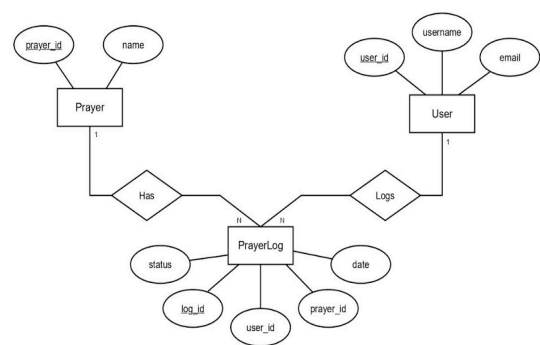 prayer_id
name
username
user_id
email
Prayer
User
1
1
Has
Logs
N
N
PrayerLog
status
date
log_id
prayer_id
user_id